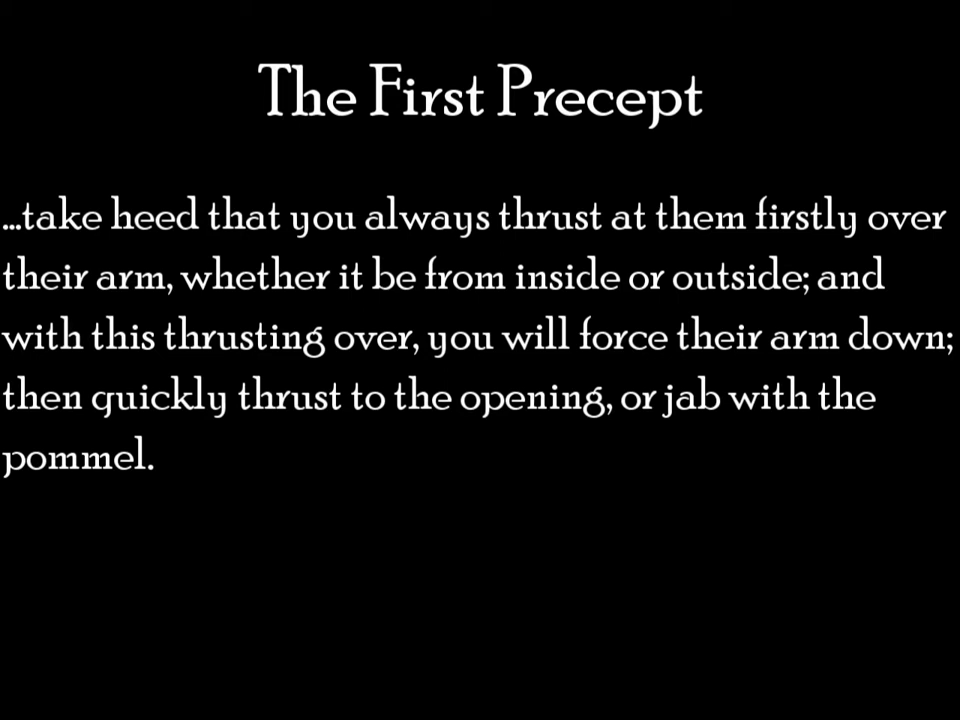 The First Precept
...take heed that you always thrust at them firstly over
their arm, whether it be from inside or outside; and
with this thrusting over, you will force their arm down;
then quickly thrust to the opening, or jab with the
pommel.